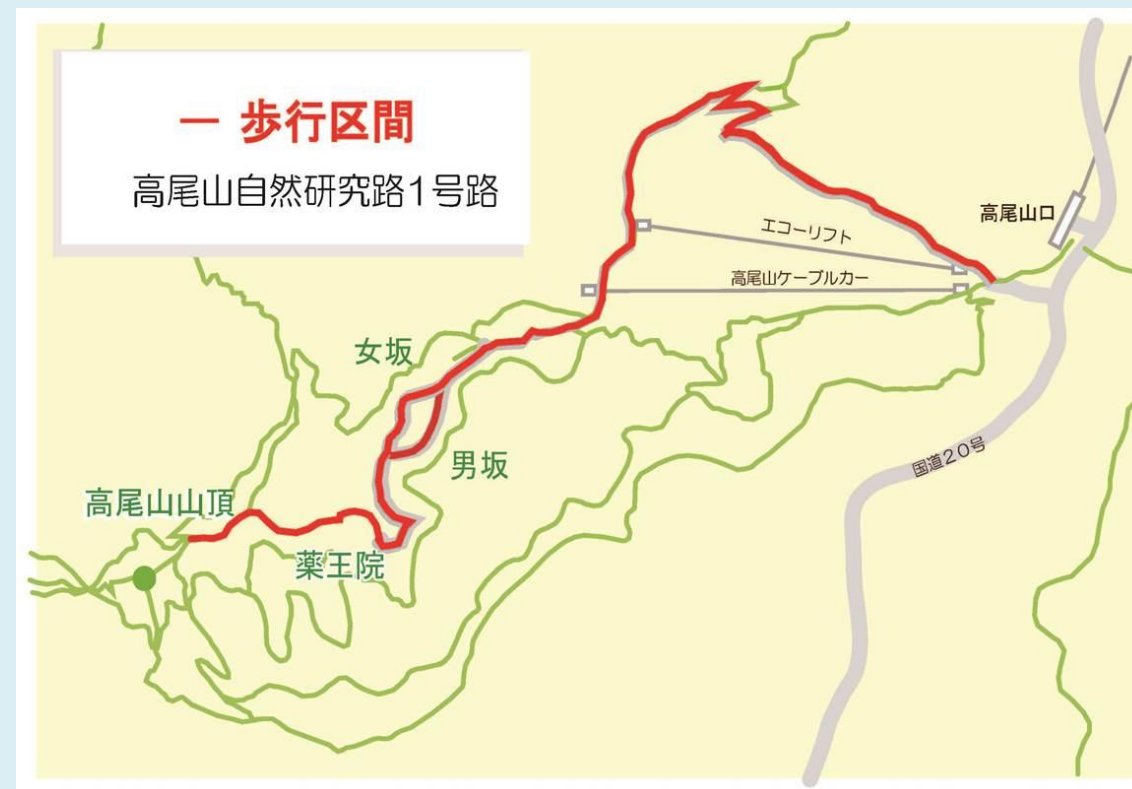 ー 歩行区間
高尾山自然研究路1号路
高尾山口
エコーリフト
高尾山ケーブルカー
女坂
男坂
国道20号
高尾山山頂
薬王院